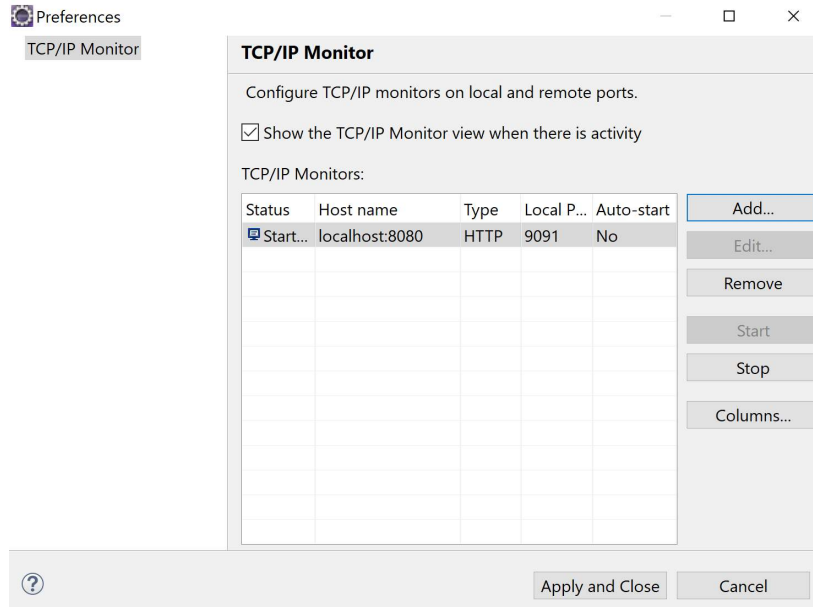 Preferences
TCP/IP Monitor
TCP/IP Monitor
Configure TCP/IP monitors on local and remote ports.
Show the TCP/IP Monitor view when there is activity
TCP/IP Monitors:
Status Host name Type Local P... Auto-start
Start... localhost:8080 HTTP 9091 No
Add...
Edit...
Remove
Start
Stop
Columns...
?
Apply and Close Cancel